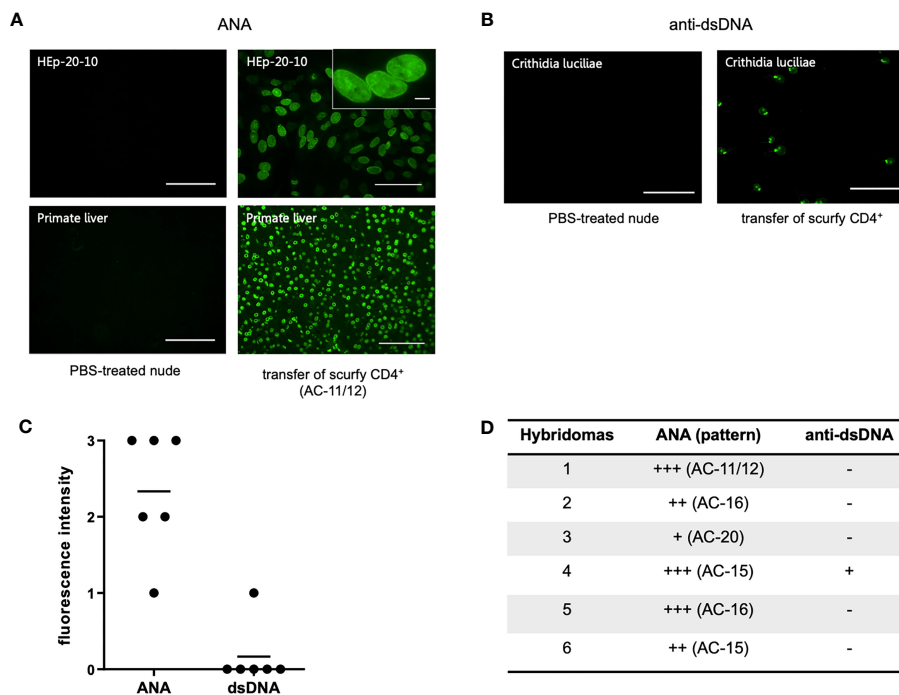 A
ANA
HEp-20-10
HEp-20-10
Primate liver
Primate liver
PBS-treated nude
transfer of scurfy CD4⁺
(AC-11/12)
B
anti-dsDNA
Crithidia luciliae
Crithidia luciliae
PBS-treated nude
transfer of scurfy CD4⁺
C
fluorescence intensity
3
2
1
0
ANA
dsDNA
D
Hybridomas ANA (pattern) anti-dsDNA
1 +++ (AC-11/12) -
2 ++ (AC-16) -
3 + (AC-20) -
4 +++ (AC-15) +
5 +++ (AC-16) -
6 ++ (AC-15) -